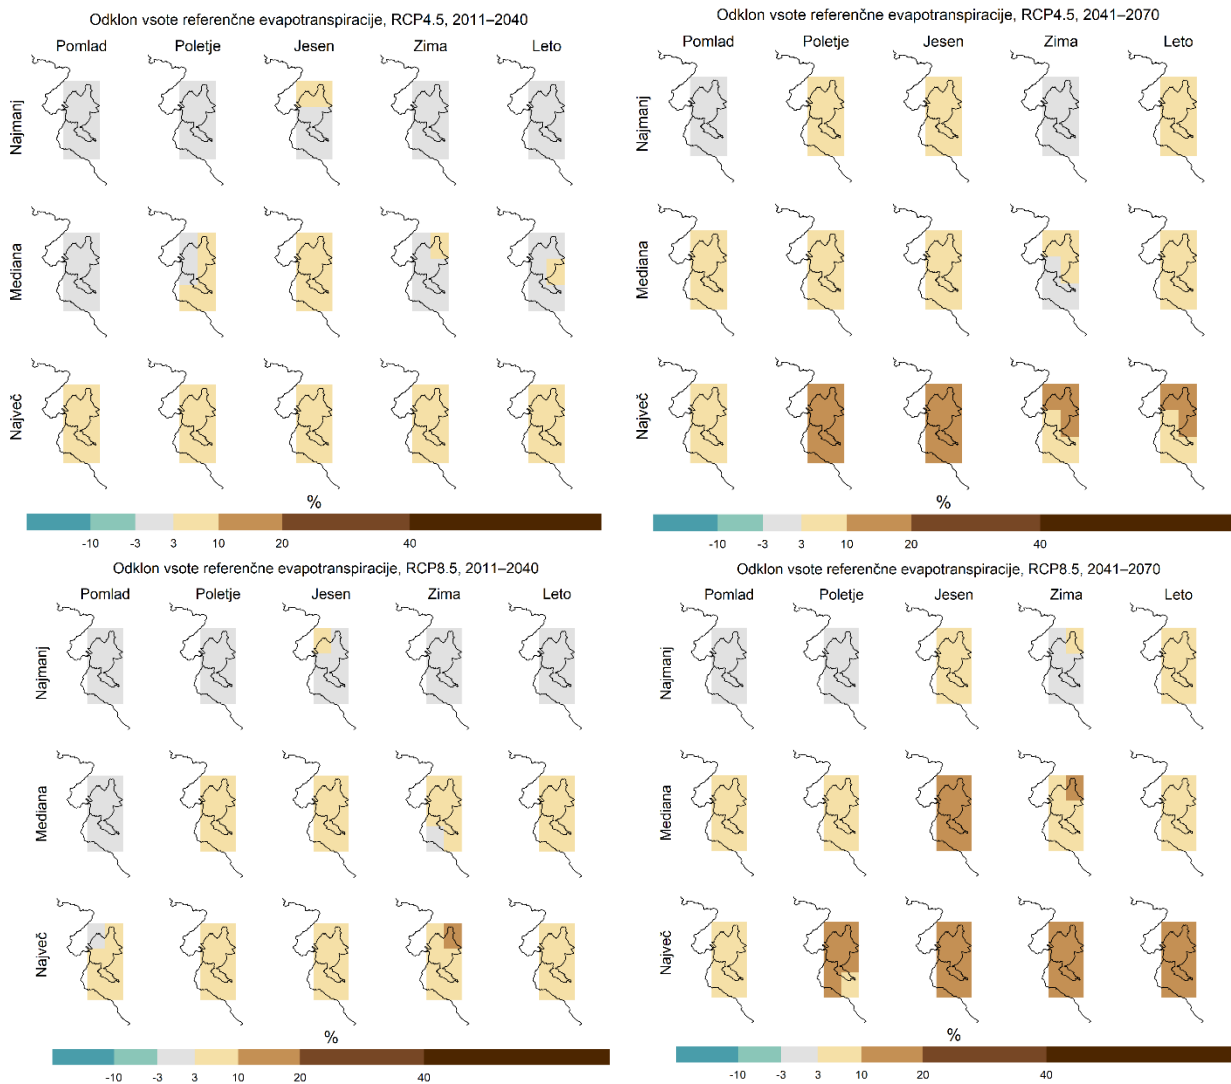 Odklon vsote referenčne evapotranspiracije, RCP4.5, 2011–2040
Pomlad Poletje Jesen Zima Leto
Najmanj
Mediana
Največ
%
-10 -3 3 10 20 40
Odklon vsote referenčne evapotranspiracije, RCP4.5, 2041–2070
Pomlad Poletje Jesen Zima Leto
Najmanj
Mediana
Največ
%
-10 -3 3 10 20 40
Odklon vsote referenčne evapotranspiracije, RCP8.5, 2011–2040
Pomlad Poletje Jesen Zima Leto
Najmanj
Mediana
Največ
%
-10 -3 3 10 20 40
Odklon vsote referenčne evapotranspiracije, RCP8.5, 2041–2070
Pomlad Poletje Jesen Zima Leto
Najmanj
Mediana
Največ
%
-10 -3 3 10 20 40